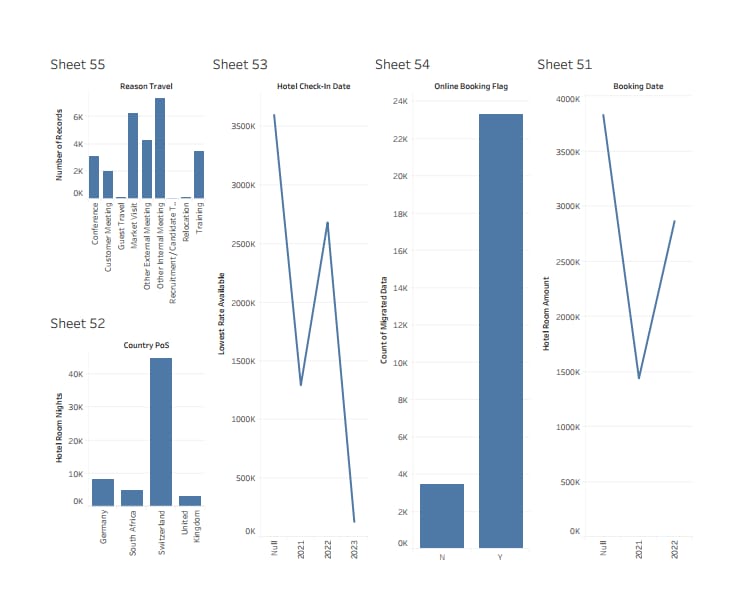 Sheet 55
Reason Travel
Number of Records
6K
4K
2K
0K
Conference
Customer Meeting
Guest Travel
Market Visit
Other External Meeting
Other Internal Meeting
Recruitment/Candidate T..
Relocation
Training
Sheet 52
Country PoS
Hotel Room Nights
40K
30K
20K
10K
0K
Germany
South Africa
Switzerland
United
Kingdom
Sheet 53
Hotel Check-In Date
Lowest Rate Available
3500K
3000K
2500K
2000K
1500K
1000K
500K
0K
Null
2021
2022
2023
Sheet 54
Online Booking Flag
Count of Migrated Data
24K
22K
20K
18K
16K
14K
12K
10K
8K
6K
4K
2K
0K
N
Y
Sheet 51
Booking Date
Hotel Room Amount
4000K
3500K
3000K
2500K
2000K
1500K
1000K
500K
0K
Null
2021
2022